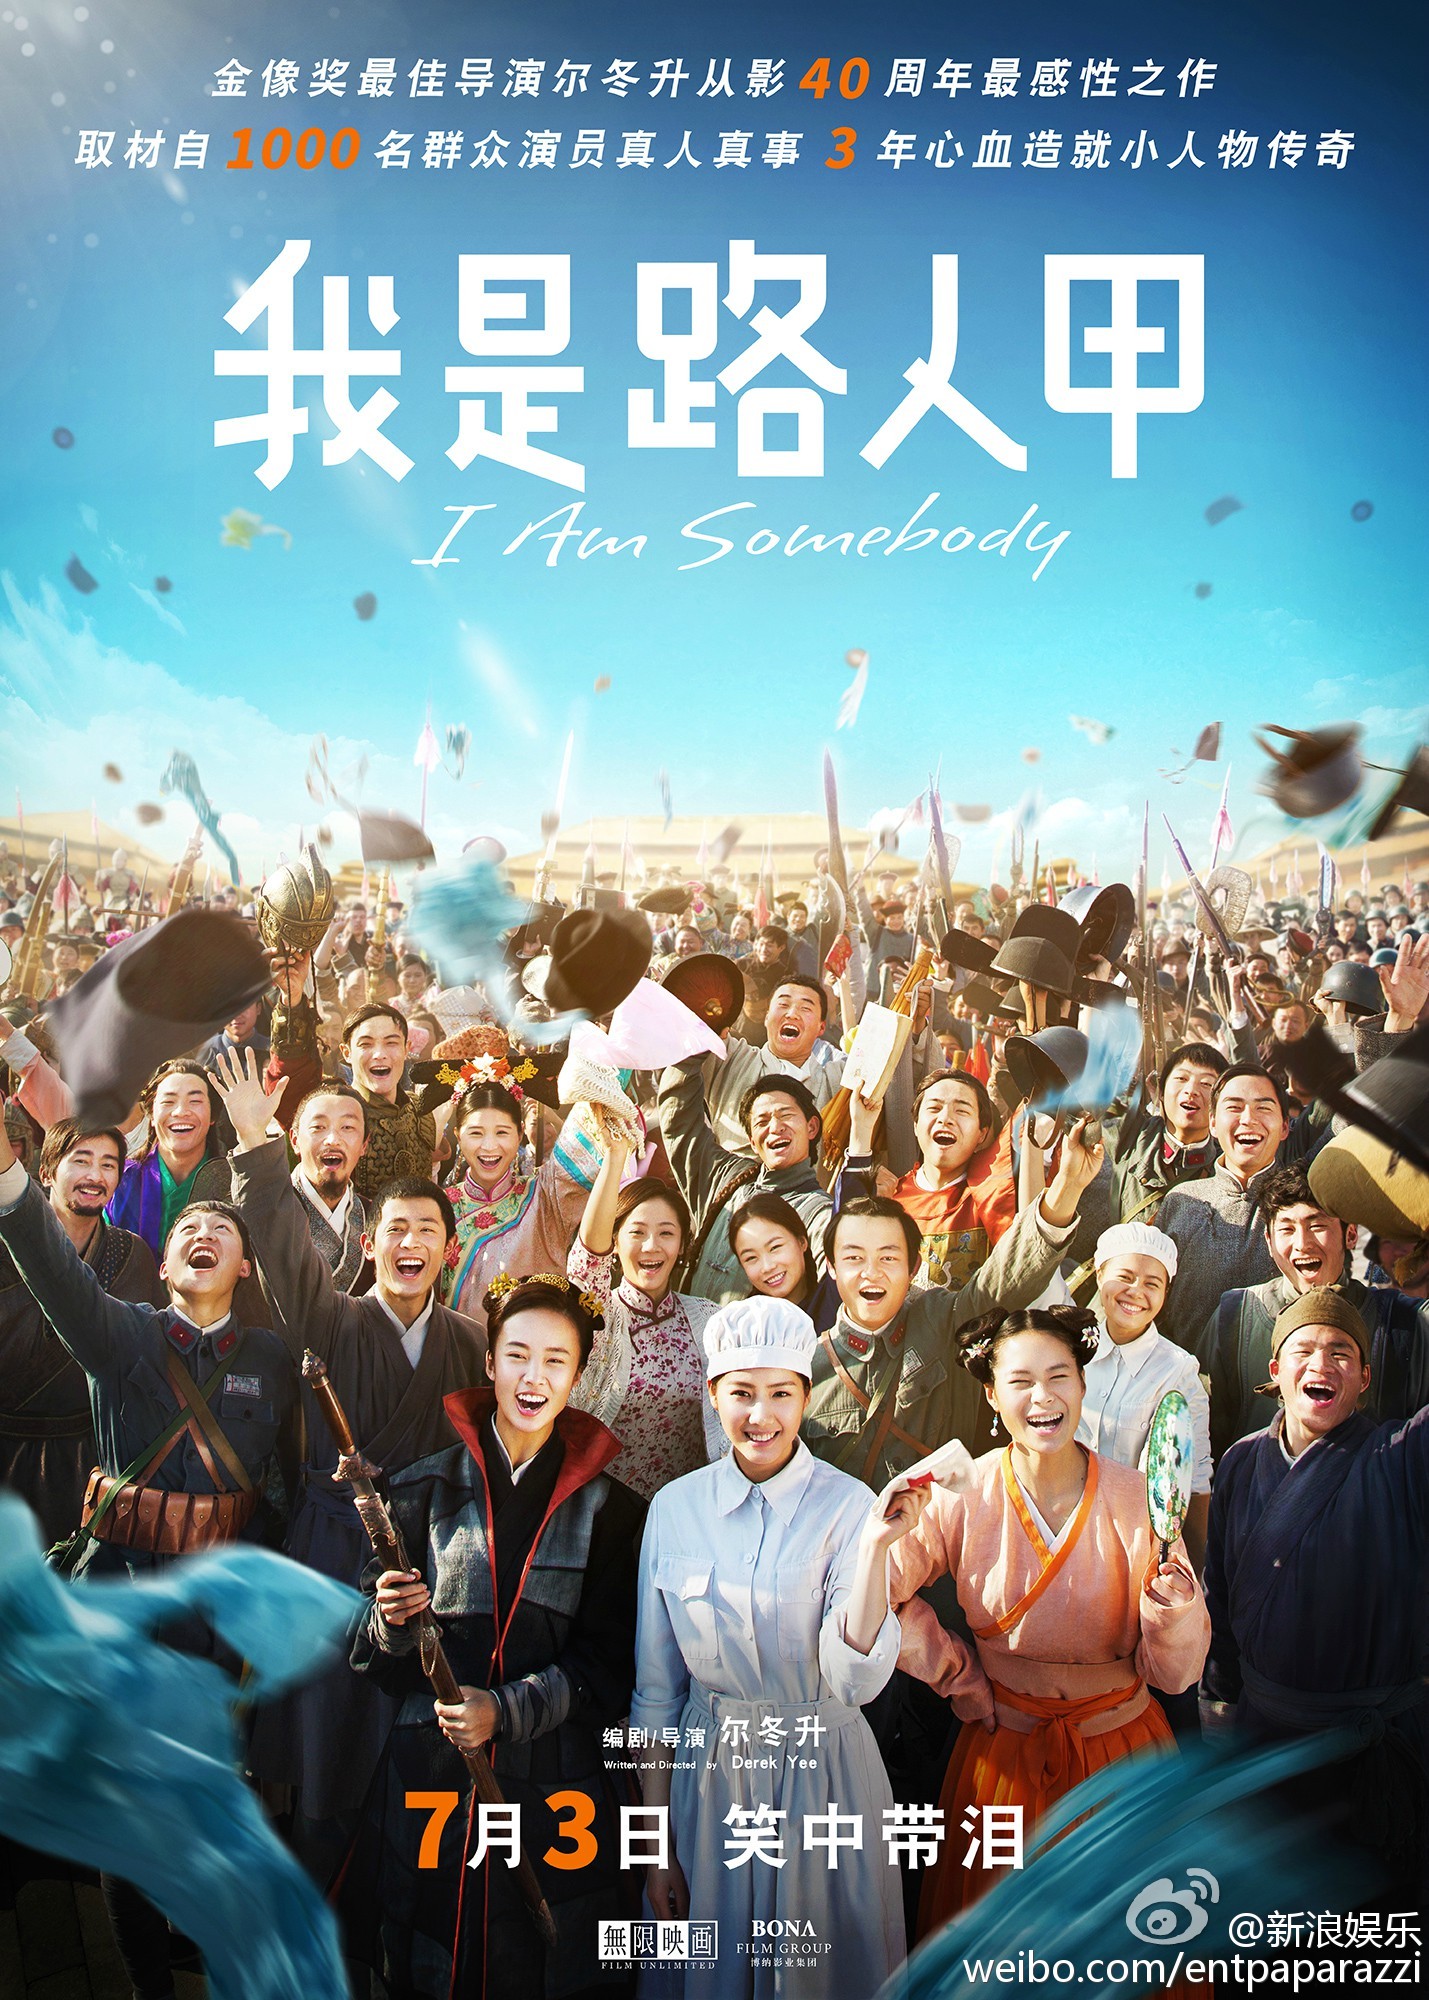 金像奖最佳导演尔冬升从影40周年最感性之作
取材自1000名群众演员真人真事 3年心血造就小人物传奇
我是路人甲
I Am Somebody
编剧/导演 尔冬升
Written and Directed by Derek Yee
7月3日 笑中带泪
無限映画
FILM UNLIMITED
BONA
FILM GROUP
博纳影业集团
@新浪娱乐
weibo.com/entpaparazzi